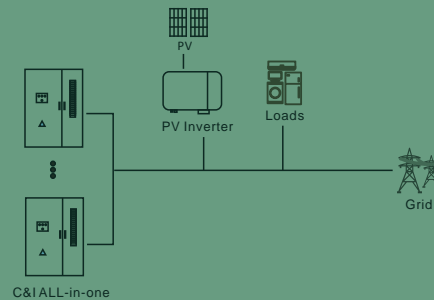 PV
PV Inverter
Loads
Grid
C&I ALL-in-one